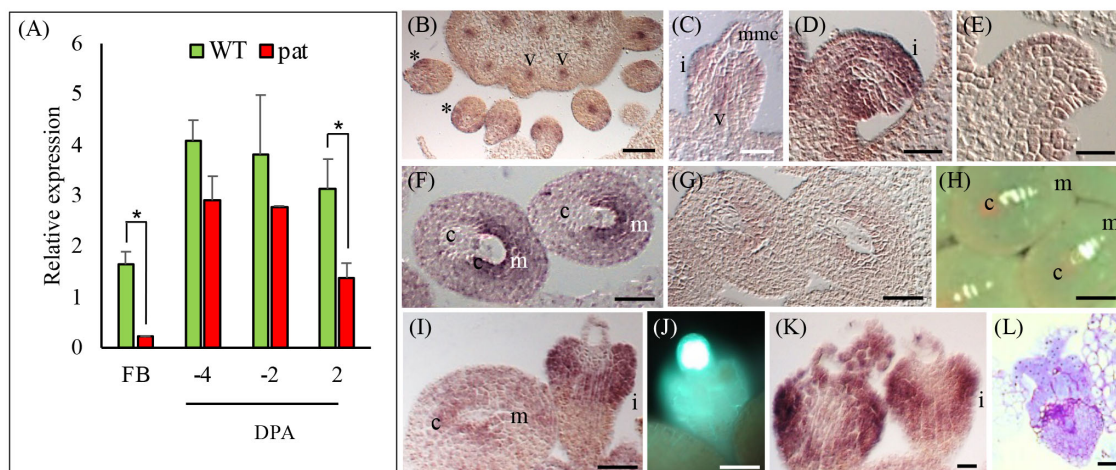 (A)
WT pat
Relative expression
6
5
4
3
2
1
0
* *
FB -4 -2 2
DPA
(B)
* *
v v
(C)
mmc
i
v
(D)
i
i
(E)
(F)
c
c
m
c
m
(G)
(H)
m
c
m
c
(I)
c
m
i
(J)
(K)
i
(L)